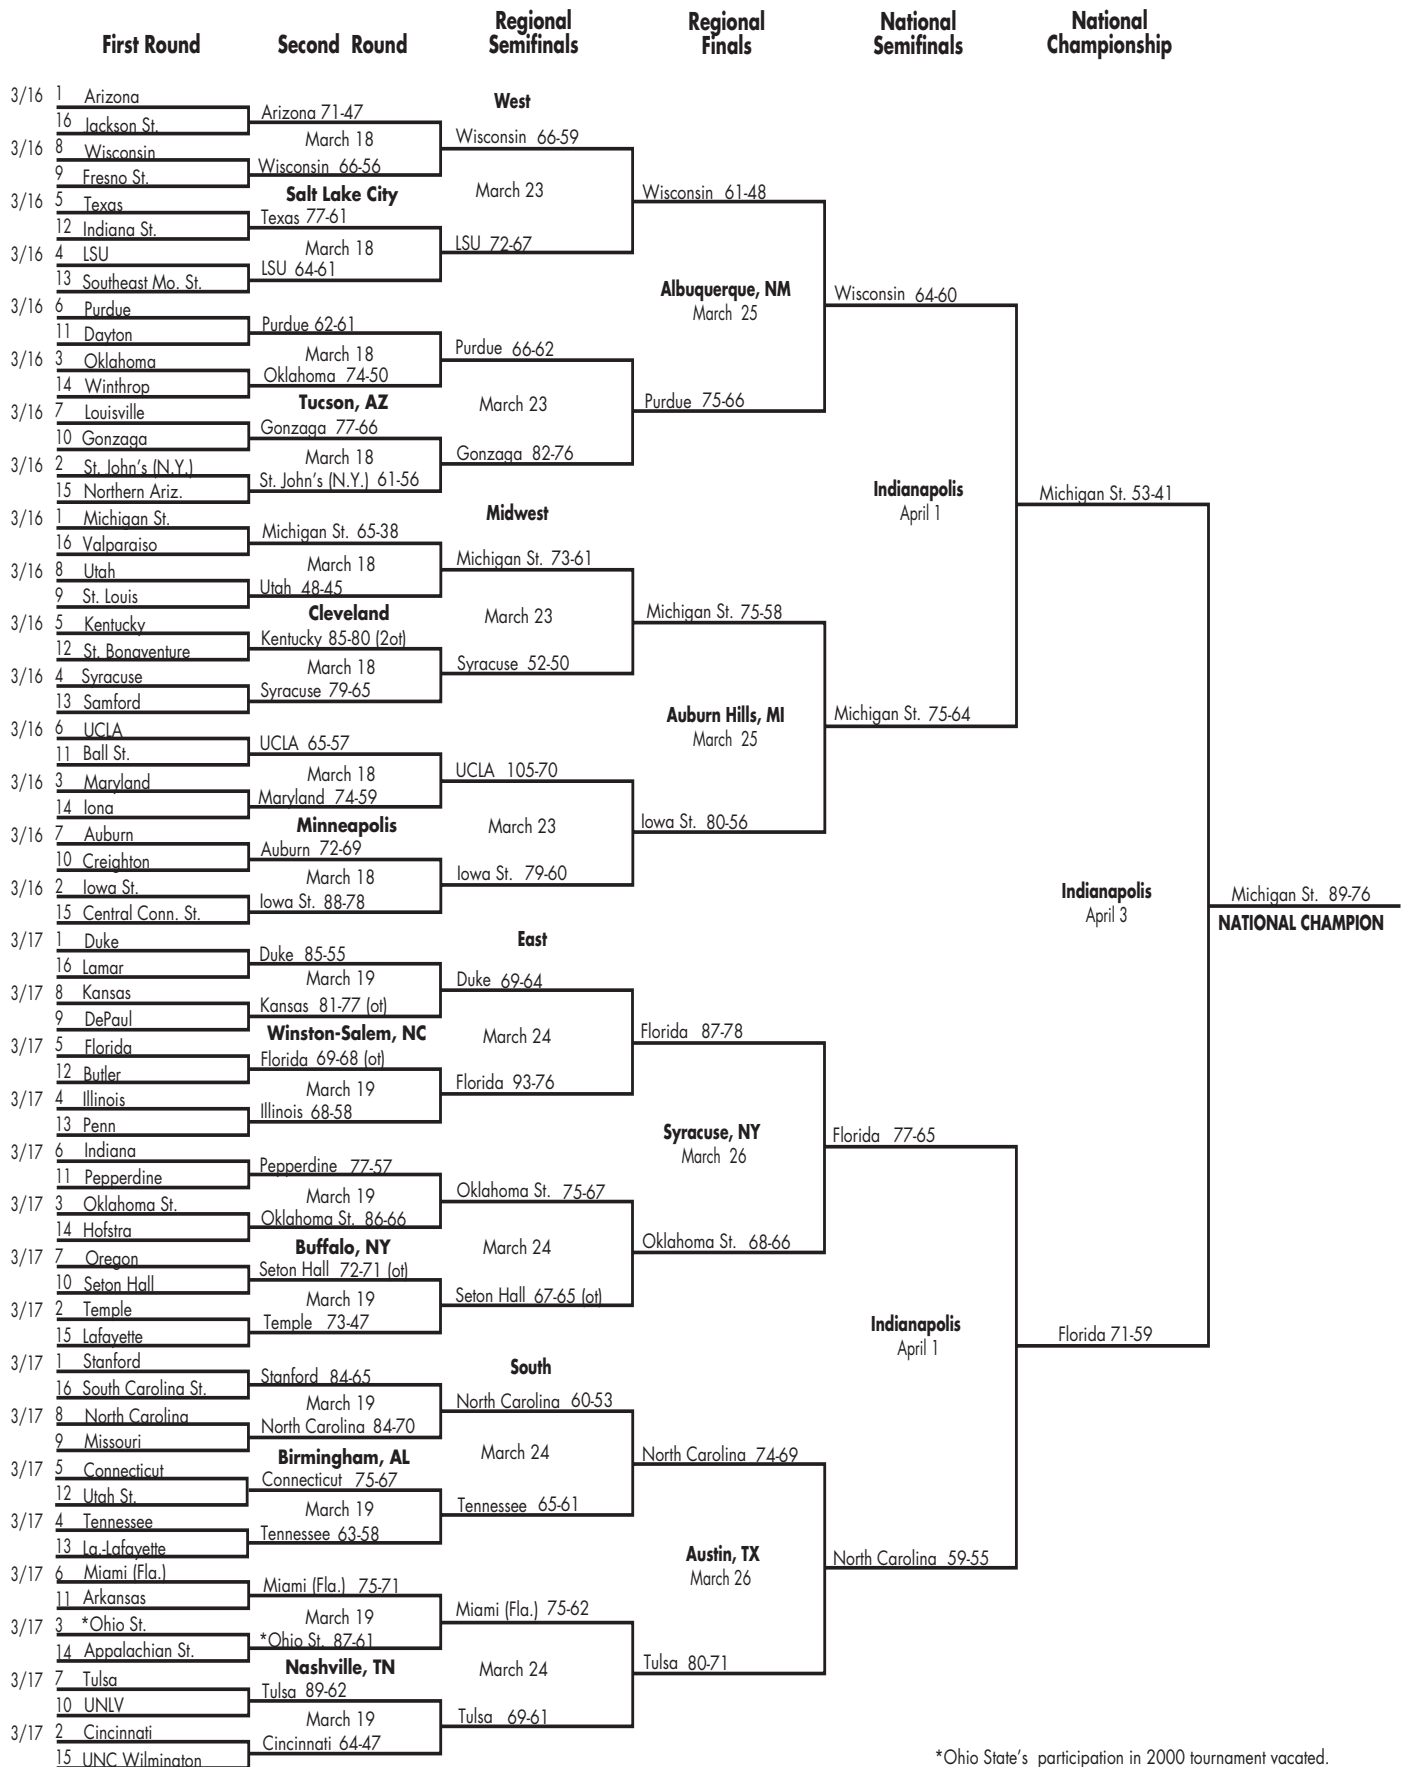 First Round
Second Round
Regional
Semifinals
Regional
Finals
National
Semifinals
National
Championship
3/16 1 Arizona
16 Jackson St.
3/16 8 Wisconsin
9 Fresno St.
3/16 5 Texas
12 Indiana St.
3/16 4 LSU
13 Southeast Mo. St.
3/16 6 Purdue
11 Dayton
3/16 3 Oklahoma
14 Winthrop
3/16 7 Louisville
10 Gonzaga
3/16 2 St. John's (N.Y.)
15 Northern Ariz.
3/16 1 Michigan St.
16 Valparaiso
3/16 8 Utah
9 St. Louis
3/16 5 Kentucky
12 St. Bonaventure
3/16 4 Syracuse
13 Samford
3/16 6 UCLA
11 Ball St.
3/16 3 Maryland
14 Iona
3/16 7 Auburn
10 Creighton
3/16 2 Iowa St.
15 Central Conn. St.
3/17 1 Duke
16 Lamar
3/17 8 Kansas
9 DePaul
3/17 5 Florida
12 Butler
3/17 4 Illinois
13 Penn
3/17 6 Indiana
11 Pepperdine
3/17 3 Oklahoma St.
14 Hofstra
3/17 7 Oregon
10 Seton Hall
3/17 2 Temple
15 Lafayette
3/17 1 Stanford
16 South Carolina St.
3/17 8 North Carolina
9 Missouri
3/17 5 Connecticut
12 Utah St.
3/17 4 Tennessee
13 La.-Lafayette
3/17 6 Miami (Fla.)
11 Arkansas
3/17 3 *Ohio St.
14 Appalachian St.
3/17 7 Tulsa
10 UNLV
3/17 2 Cincinnati
15 UNC Wilmington
Arizona 71-47
March 18
Wisconsin 66-56
Salt Lake City
Texas 77-61
March 18
LSU 64-61
Purdue 62-61
March 18
Oklahoma 74-50
Tucson, AZ
Gonzaga 77-66
March 18
St. John's (N.Y.) 61-56
Michigan St. 65-38
March 18
Utah 48-45
Cleveland
Kentucky 85-80 (2ot)
March 18
Syracuse 79-65
UCLA 65-57
March 18
Maryland 74-59
Minneapolis
Auburn 72-69
March 18
Iowa St. 88-78
Duke 85-55
March 19
Kansas 81-77 (ot)
Winston-Salem, NC
Florida 69-68 (ot)
March 19
Illinois 68-58
Pepperdine 77-57
March 19
Oklahoma St. 86-66
Buffalo, NY
Seton Hall 72-71 (ot)
March 19
Temple 73-47
Stanford 84-65
March 19
North Carolina 84-70
Birmingham, AL
Connecticut 75-67
March 19
Tennessee 63-58
Miami (Fla.) 75-71
March 19
*Ohio St. 87-61
Nashville, TN
Tulsa 89-62
March 19
Cincinnati 64-47
West
Wisconsin 66-59
March 23
LSU 72-67
Purdue 66-62
March 23
Gonzaga 82-76
Midwest
Michigan St. 73-61
March 23
Syracuse 52-50
UCLA 105-70
March 23
Iowa St. 79-60
East
Duke 69-64
March 24
Florida 93-76
Oklahoma St. 75-67
March 24
Seton Hall 67-65 (ot)
South
North Carolina 60-53
March 24
Tennessee 65-61
Miami (Fla.) 75-62
March 24
Tulsa 69-61
Wisconsin 61-48
Albuquerque, NM
March 25
Purdue 75-66
Michigan St. 75-58
Auburn Hills, MI
March 25
Iowa St. 80-56
Florida 87-78
Syracuse, NY
March 26
Oklahoma St. 68-66
North Carolina 74-69
Austin, TX
March 26
Tulsa 80-71
Wisconsin 64-60
Indianapolis
April 1
Michigan St. 75-64
Florida 77-65
Indianapolis
April 1
North Carolina 59-55
Michigan St. 53-41
Indianapolis
April 3
Florida 71-59
Michigan St. 89-76
NATIONAL CHAMPION
*Ohio State's participation in 2000 tournament vacated.